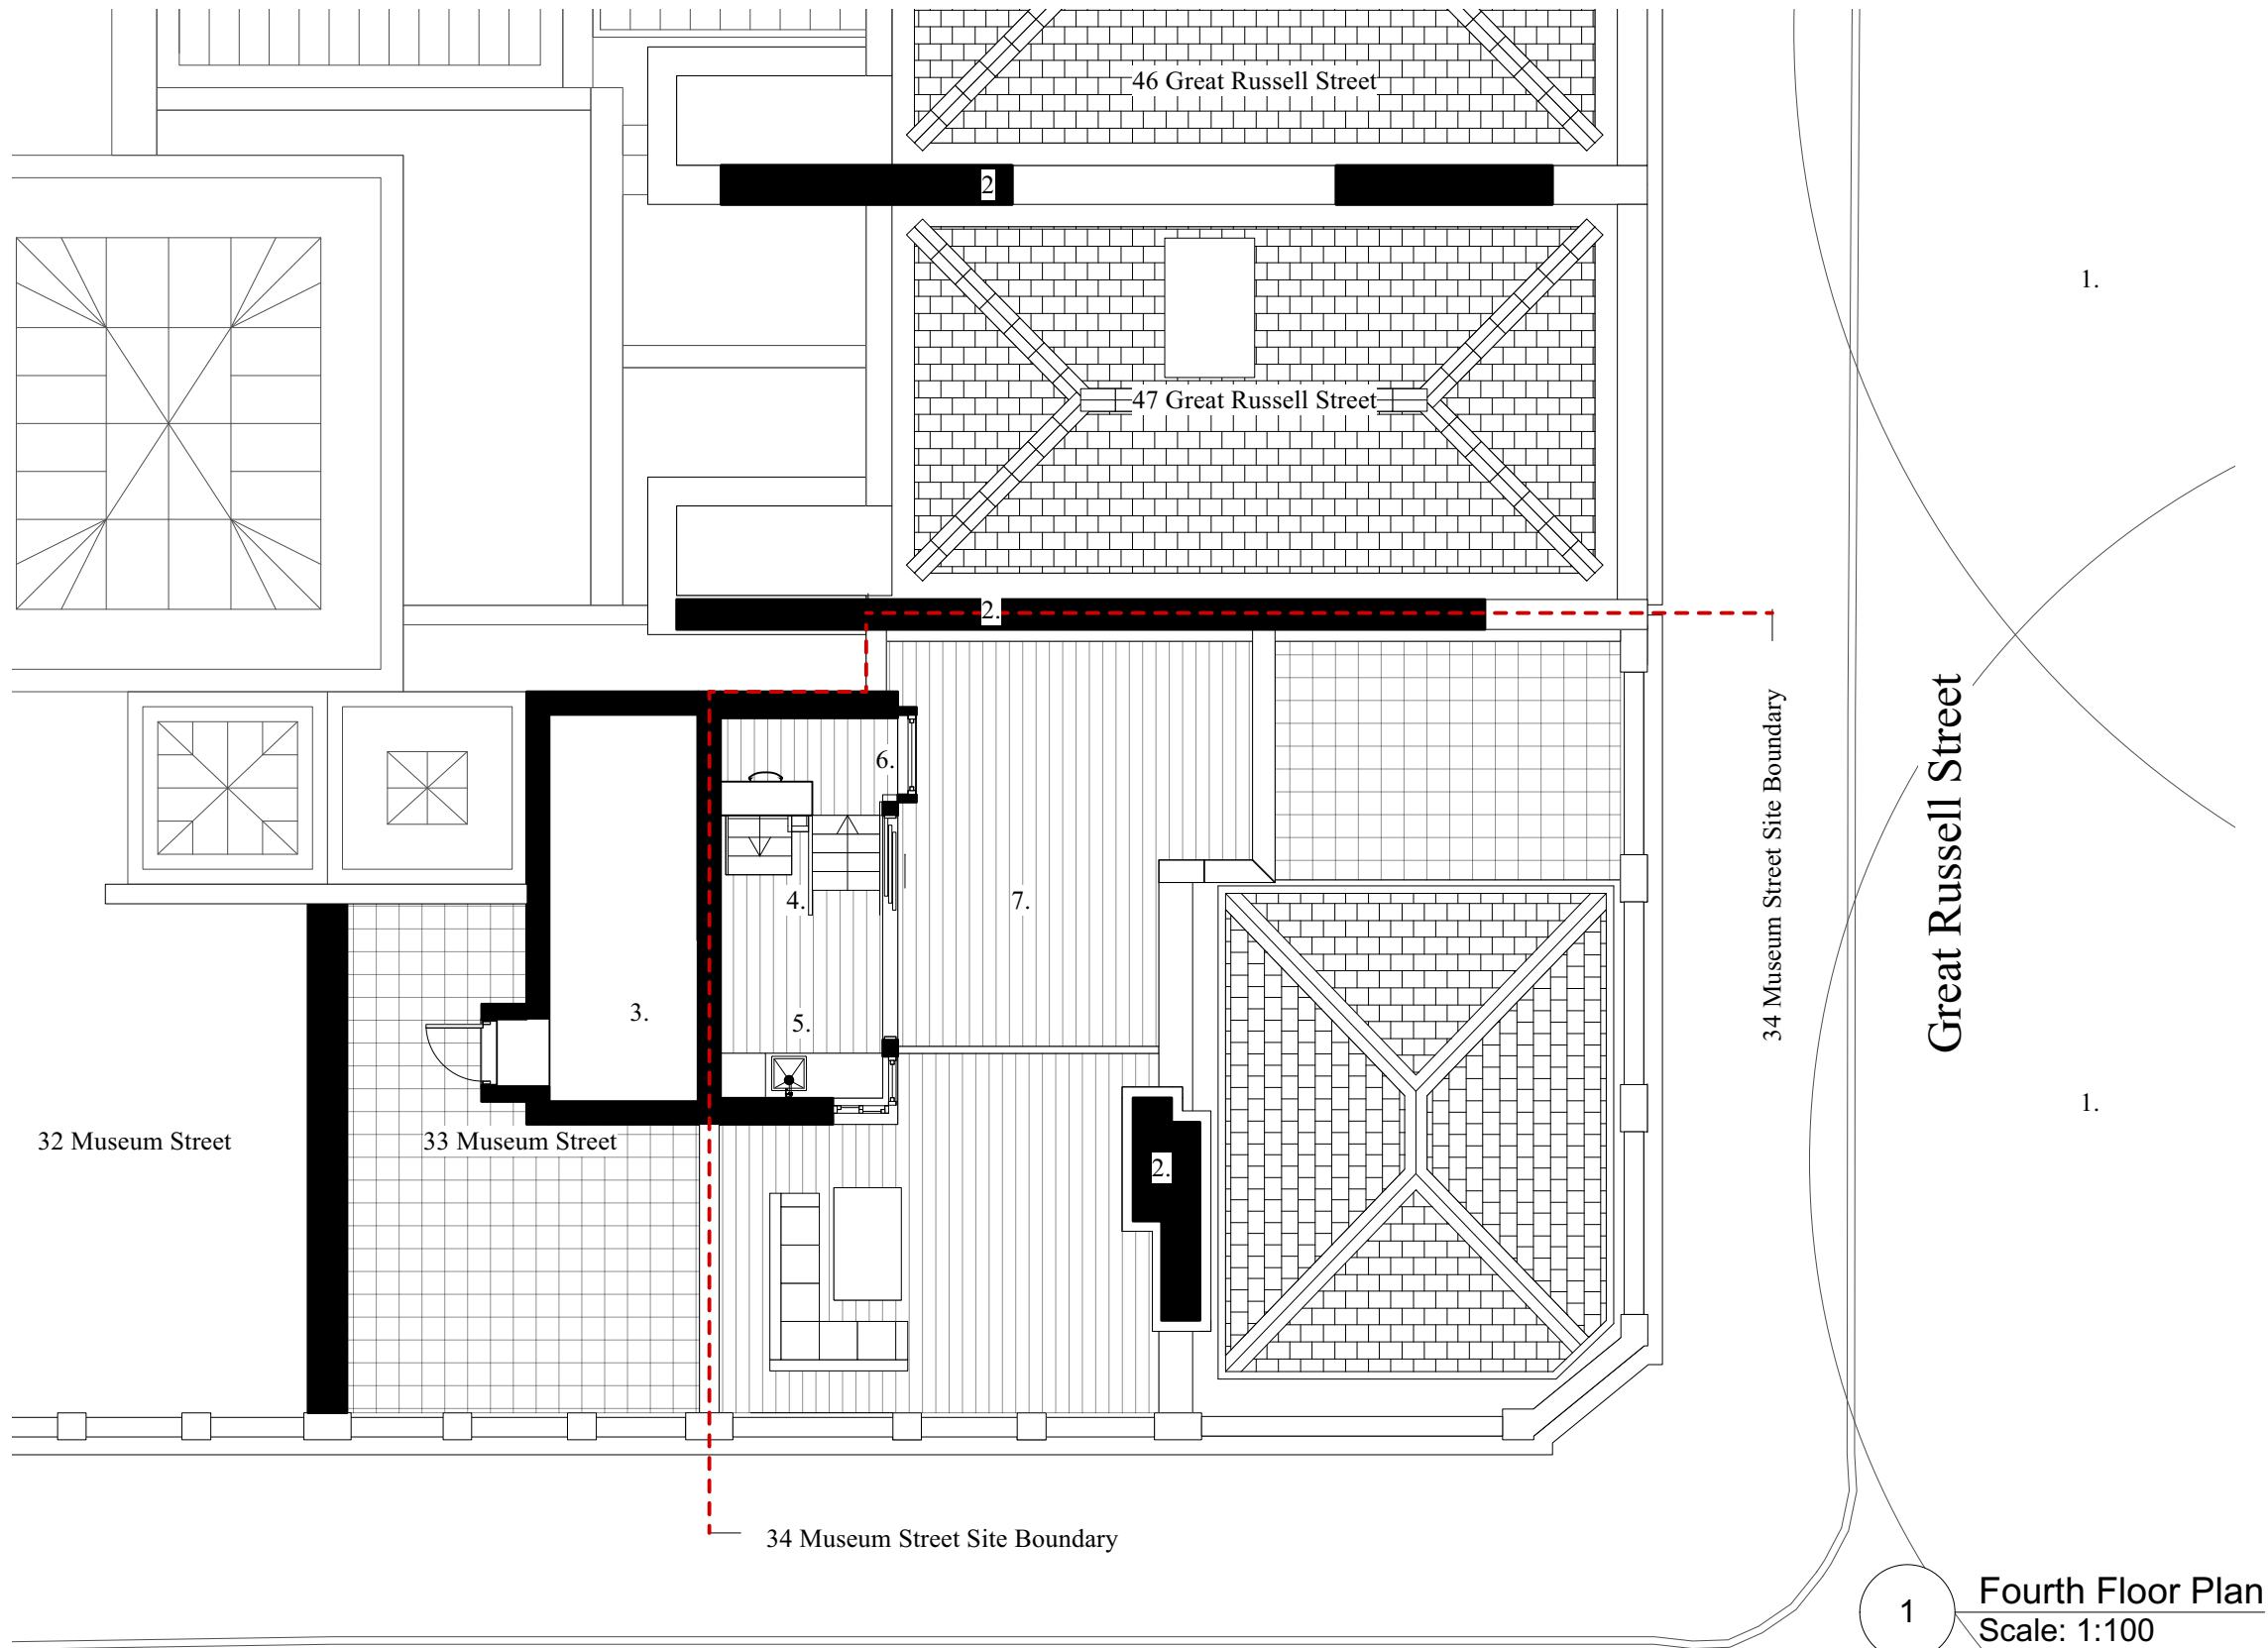 46 Great Russell Street
2
1.
47 Great Russell Street
2.
34 Museum Street Site Boundary
Great Russell Street
6.
4.
7.
3.
5.
1.
32 Museum Street
33 Museum Street
2.
34 Museum Street Site Boundary
1
Fourth Floor Plan
Scale: 1:100